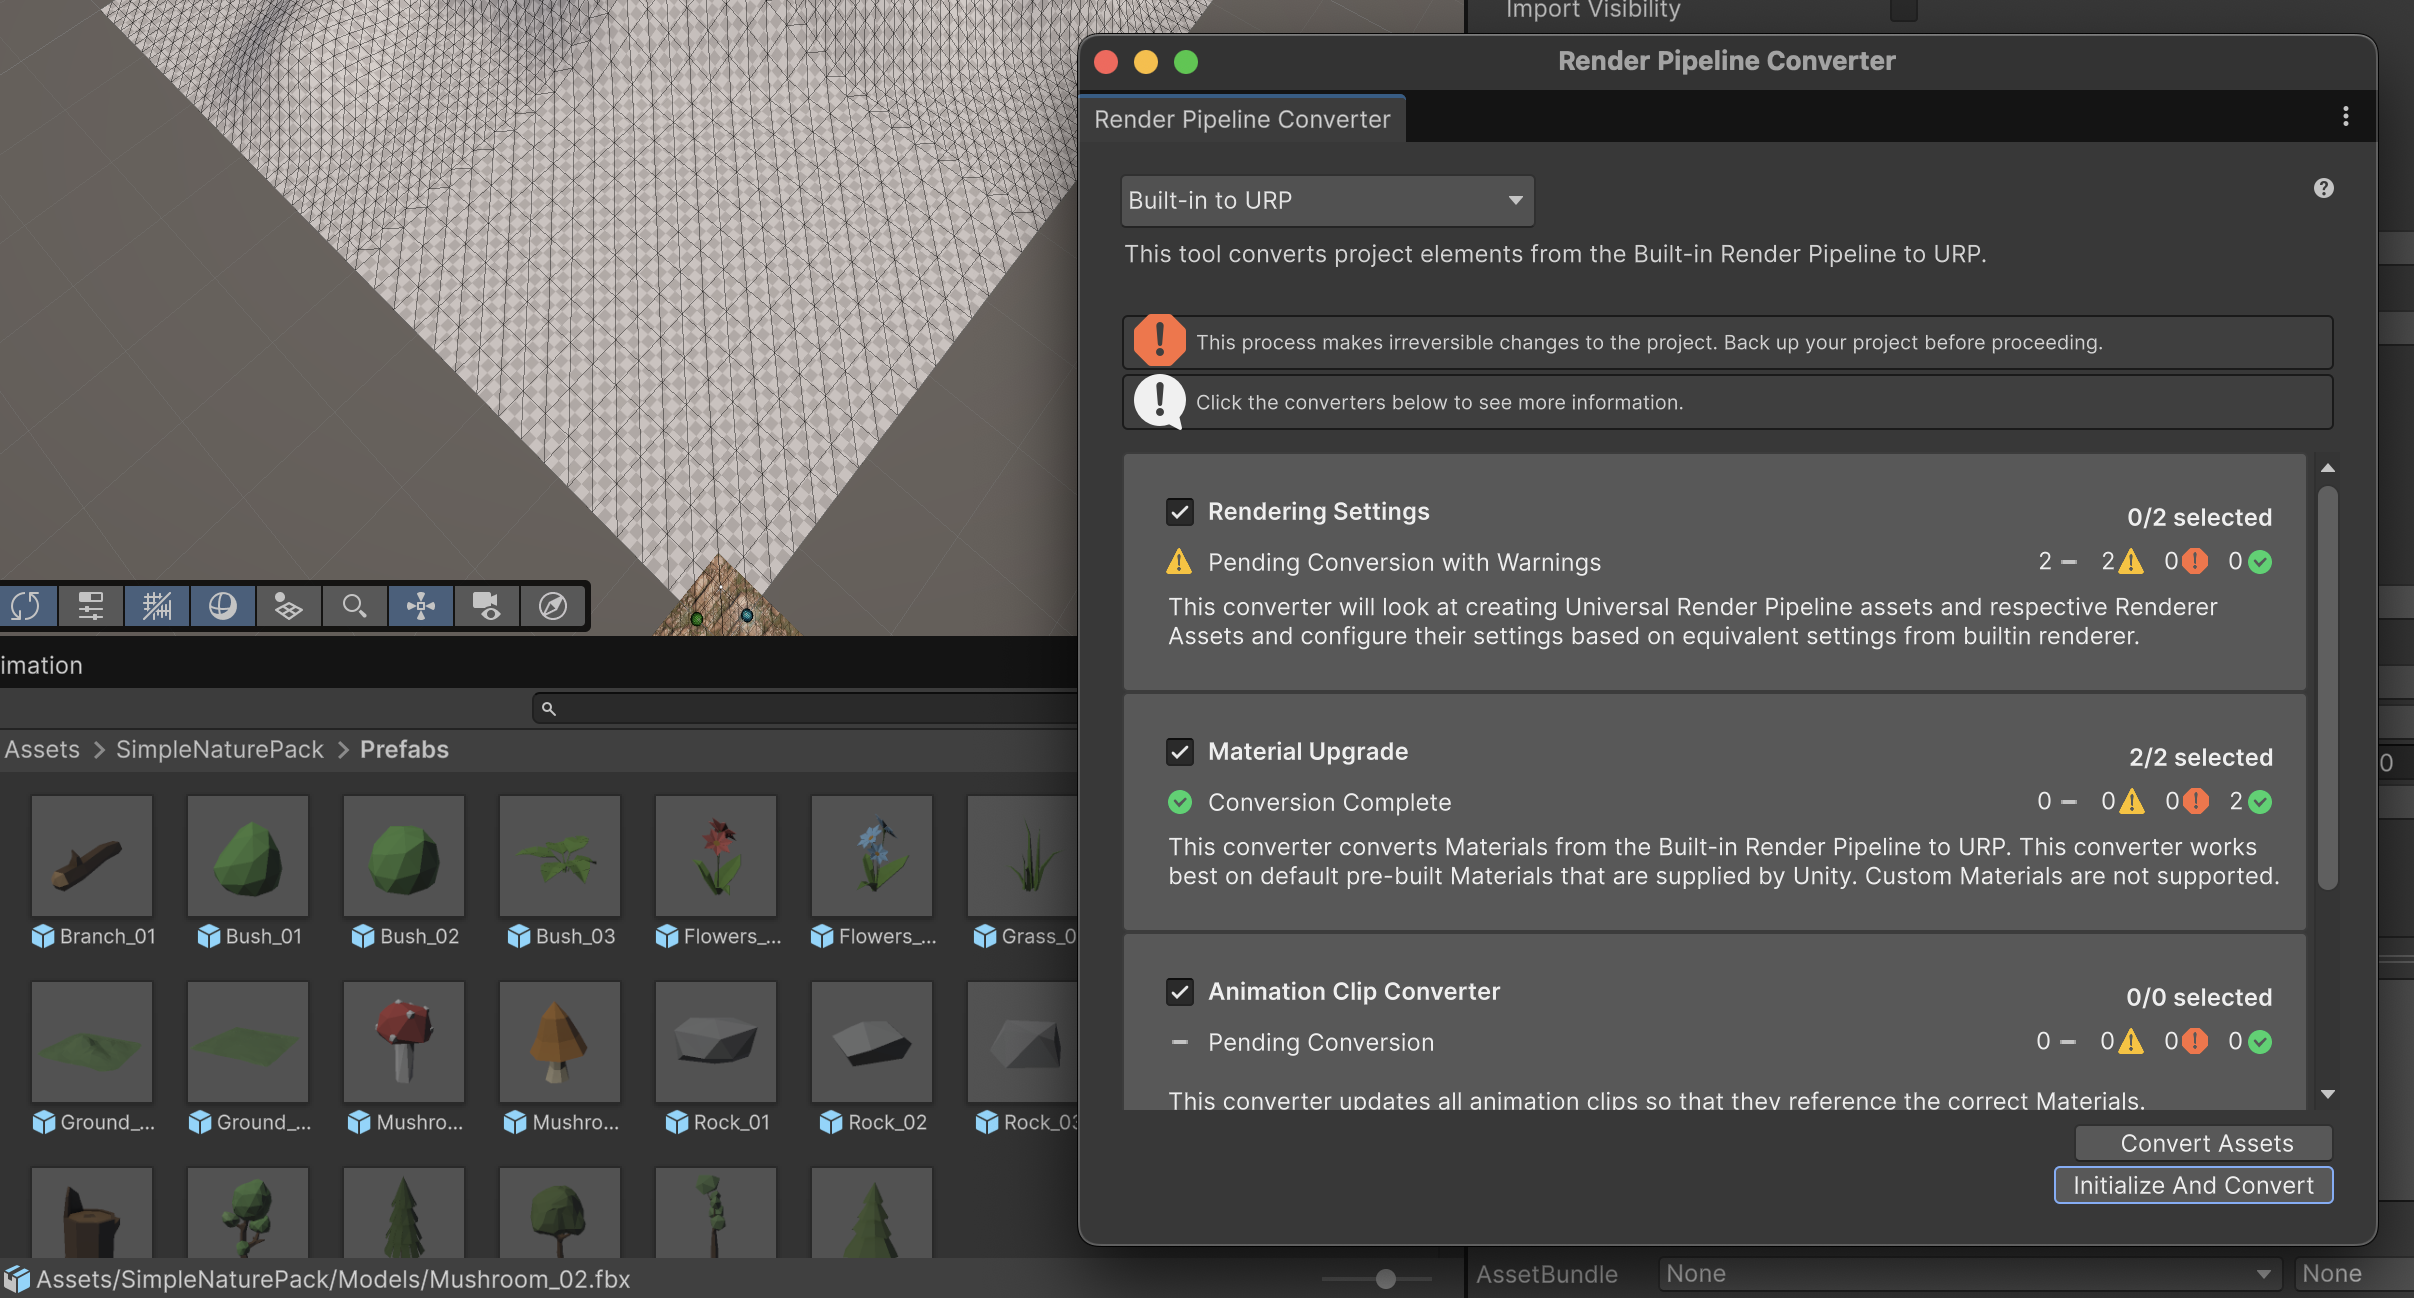 Import Visibility
Render Pipeline Converter
Render Pipeline Converter
Built-in to URP
This tool converts project elements from the Built-in Render Pipeline to URP.
This process makes irreversible changes to the project. Back up your project before proceeding.
Click the converters below to see more information.
Rendering Settings
0/2 selected
Pending Conversion with Warnings
2 2 0 0
This converter will look at creating Universal Render Pipeline assets and respective Renderer
Assets and configure their settings based on equivalent settings from builtin renderer.
Material Upgrade
2/2 selected
Conversion Complete
0 0 0 2
This converter converts Materials from the Built-in Render Pipeline to URP. This converter works
best on default pre-built Materials that are supplied by Unity. Custom Materials are not supported.
Animation Clip Converter
0/0 selected
Pending Conversion
0 0 0 0
This converter updates all animation clips so that they reference the correct Materials.
Convert Assets
Initialize And Convert
imation
Assets > SimpleNaturePack > Prefabs
Branch_01 Bush_01 Bush_02 Bush_03 Flowers_... Flowers_... Grass_0
Ground_... Ground_... Mushro... Mushro... Rock_01 Rock_02 Rock_03
Assets/SimpleNaturePack/Models/Mushroom_02.fbx
0
AssetBundle None None